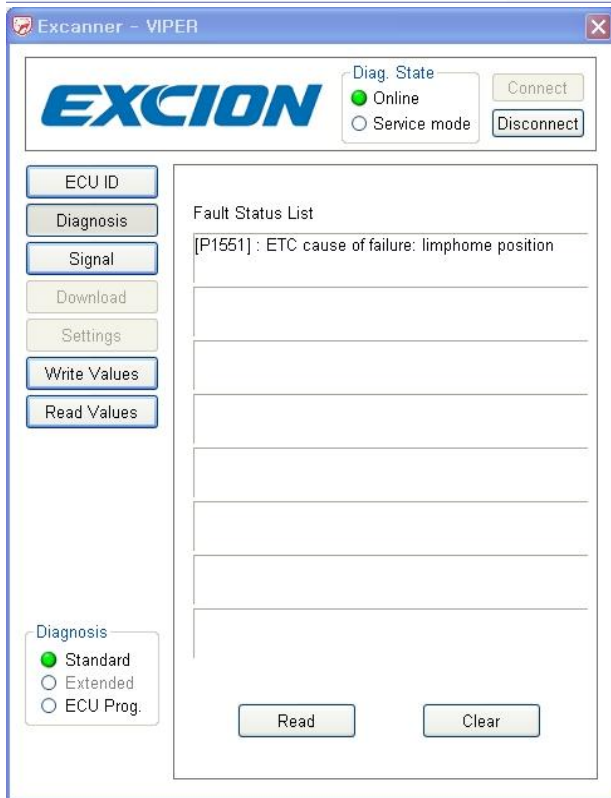 Excanner - VIPER
EXCION
Diag. State
Online
Service mode
Connect
Disconnect
ECU ID
Diagnosis
Signal
Download
Settings
Write Values
Read Values
Fault Status List
[P1551] : ETC cause of failure: limphome position
Diagnosis
Standard
Extended
ECU Prog.
Read
Clear